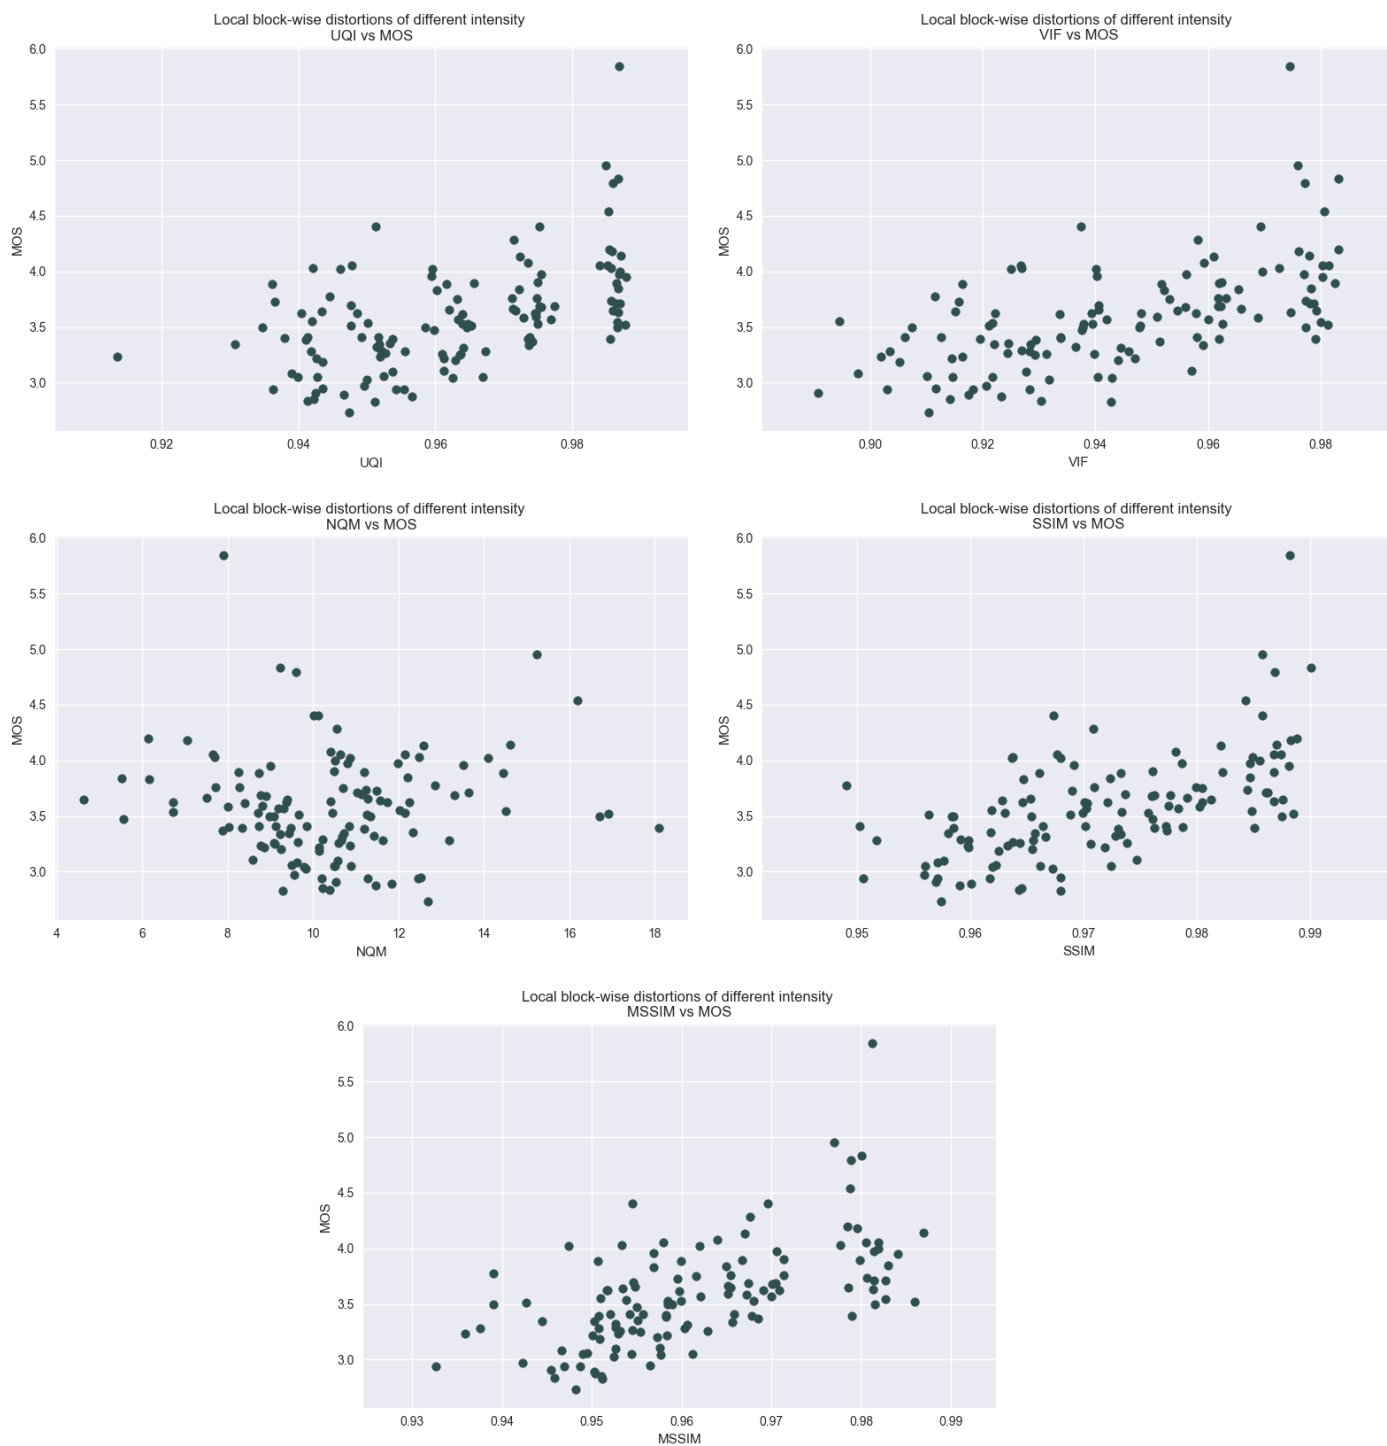 Local block-wise distortions of different intensity
UQI vs MOS
6.0
5.5
5.0
4.5
4.0
3.5
3.0
MOS
0.92 0.94 0.96 0.98
UQI
Local block-wise distortions of different intensity
VIF vs MOS
6.0
5.5
5.0
4.5
4.0
3.5
3.0
MOS
0.90 0.92 0.94 0.96 0.98
VIF
Local block-wise distortions of different intensity
NQM vs MOS
6.0
5.5
5.0
4.5
4.0
3.5
3.0
MOS
4 6 8 10 12 14 16 18
NQM
Local block-wise distortions of different intensity
SSIM vs MOS
6.0
5.5
5.0
4.5
4.0
3.5
3.0
MOS
0.95 0.96 0.97 0.98 0.99
SSIM
Local block-wise distortions of different intensity
MSSIM vs MOS
6.0
5.5
5.0
4.5
4.0
3.5
3.0
MOS
0.93 0.94 0.95 0.96 0.97 0.98 0.99
MSSIM